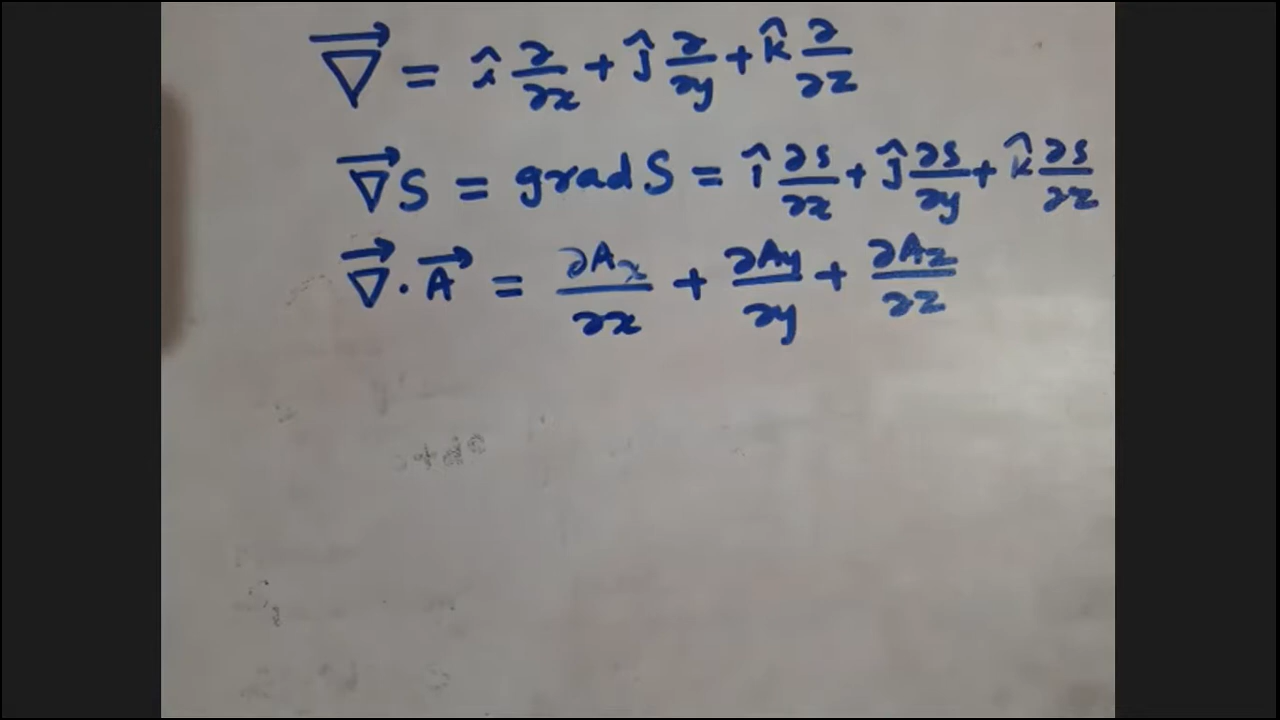 ∇⃗ = î ∂/∂x + ĵ ∂/∂y + k̂ ∂/∂z
∇⃗S = grad S = î ∂s/∂x + ĵ ∂s/∂y + k̂ ∂s/∂z
∇⃗ · A⃗ = ∂Ax/∂x + ∂Ay/∂y + ∂Az/∂z